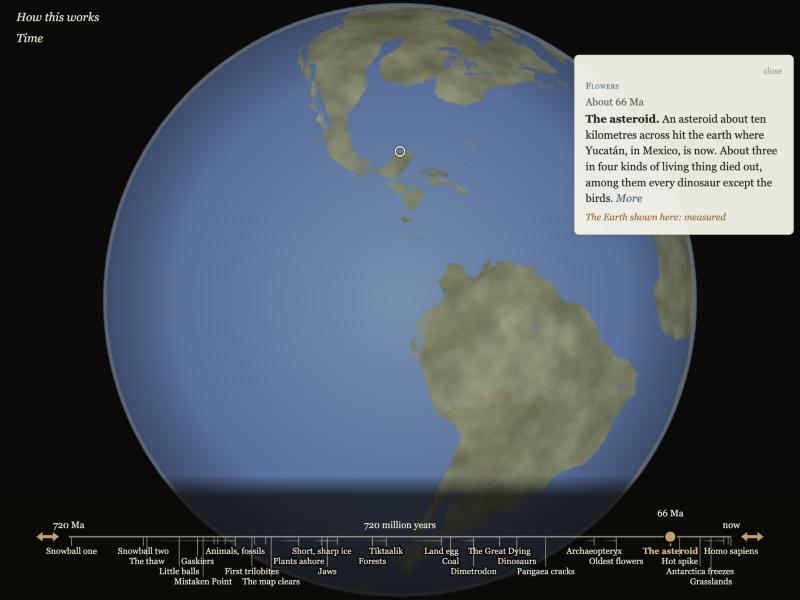 How this works
Time
close
Flowers
About 66 Ma
The asteroid. An asteroid about ten
kilometres across hit the earth where
Yucatán, in Mexico, is now. About three
in four kinds of living thing died out,
among them every dinosaur except the
birds. More
The Earth shown here: measured
66 Ma
720 Ma
720 million years
now
Snowball one
Snowball two
Animals, fossils
Short, sharp ice
Tiktaalik
Land egg
The Great Dying
Archaeopteryx
The asteroid
Homo sapiens
The thaw
Gaskiers
Plants ashore
Forests
Coal
Dinosaurs
Oldest flowers
Hot spike
Little balls
First trilobites
Jaws
Dimetrodon
Pangaea cracks
Antarctica freezes
Mistaken Point
The map clears
Grasslands